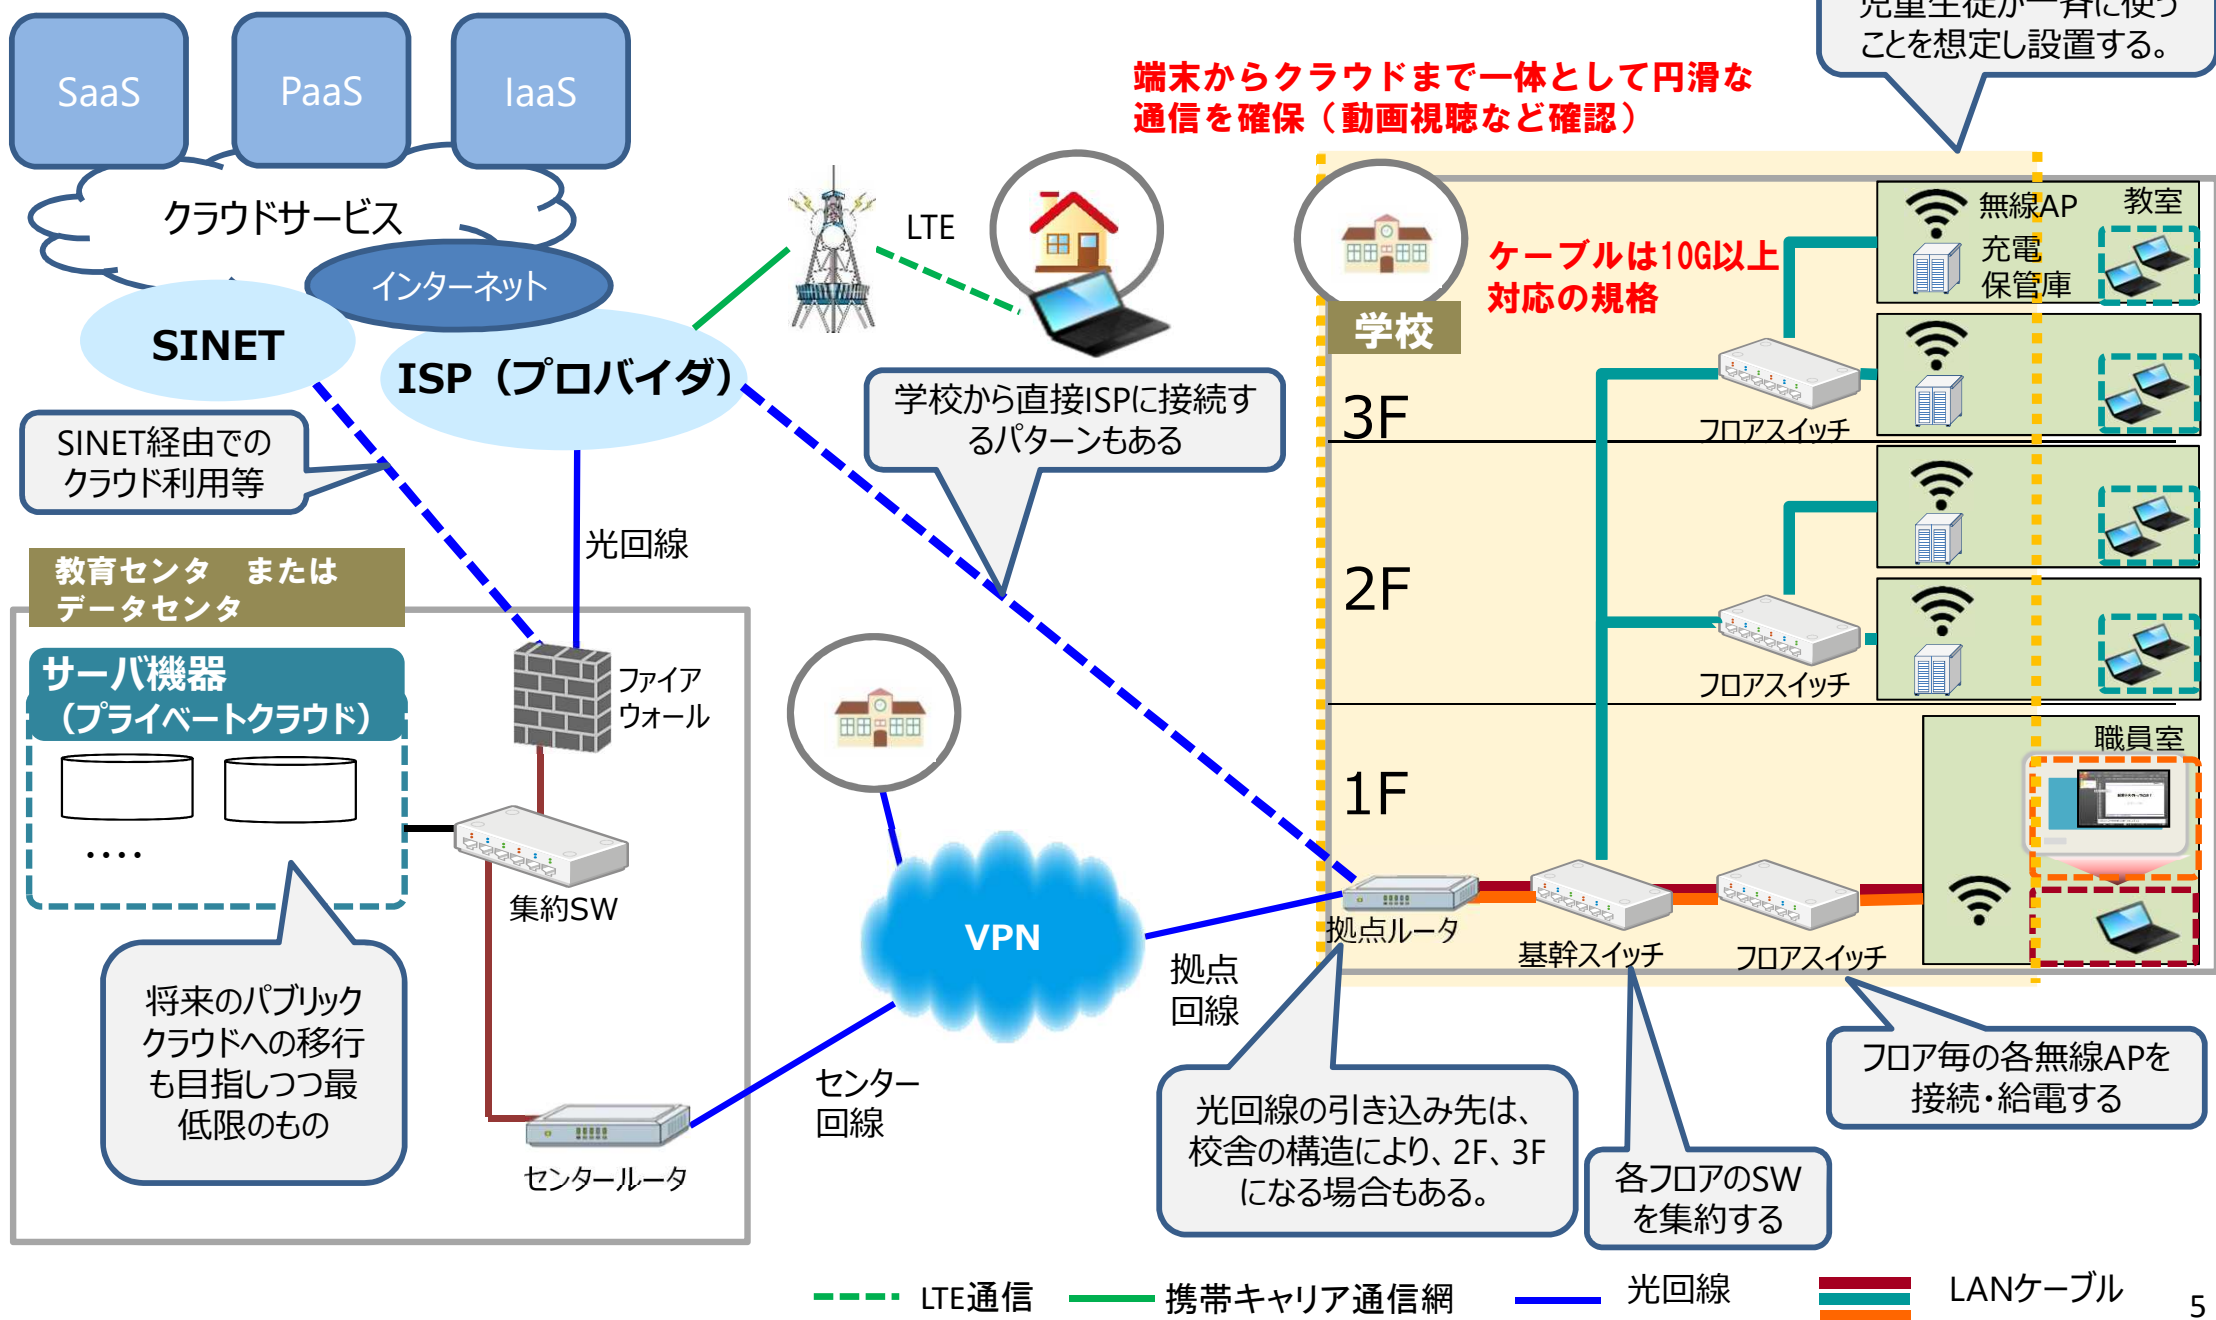 SaaS
PaaS
IaaS
クラウドサービス
インターネット
SINET
ISP（プロバイダ）
SINET経由での
クラウド利用等
光回線
LTE
端末からクラウドまで一体として円滑な
通信を確保（動画視聴など確認）
児童生徒が一斉に使う
ことを想定し設置する。
学校から直接ISPに接続す
るパターンもある
教育センタ　または
データセンタ
サーバ機器
（プライベートクラウド）
‥‥
ファイア
ウォール
集約SW
将来のパブリック
クラウドへの移行
も目指しつつ最
低限のもの
センタールータ
センター
回線
VPN
拠点
回線
学校
ケーブルは10G以上
対応の規格
3F
2F
1F
無線AP
教室
充電
保管庫
フロアスイッチ
フロアスイッチ
職員室
拠点ルータ
基幹スイッチ
フロアスイッチ
光回線の引き込み先は、
校舎の構造により、2F、3F
になる場合もある。
各フロアのSW
を集約する
フロア毎の各無線APを
接続・給電する
LTE通信
携帯キャリア通信網
光回線
LANケーブル
5